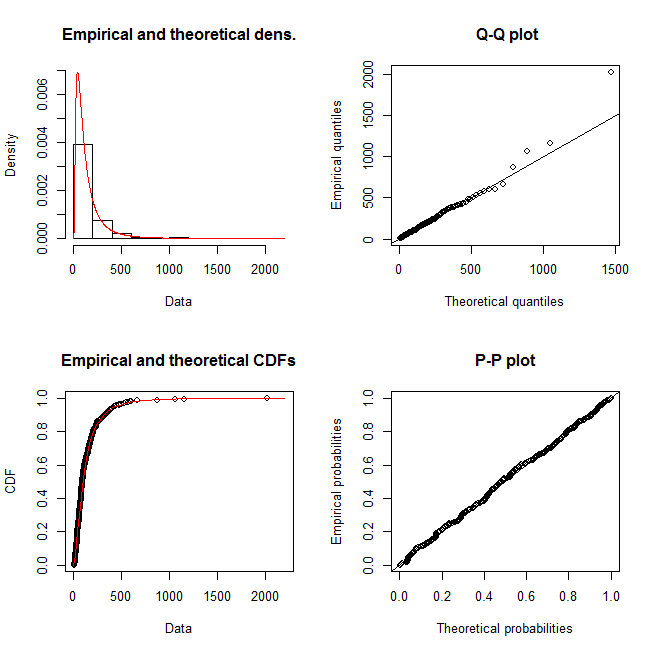 Empirical and theoretical dens.
Density
0.000 0.002 0.004 0.006
0 500 1000 1500 2000
Data
Q-Q plot
Empirical quantiles
0 500 1000 1500 2000
0 500 1000 1500
Theoretical quantiles
Empirical and theoretical CDFs
CDF
0.0 0.2 0.4 0.6 0.8 1.0
0 500 1000 1500 2000
Data
P-P plot
Empirical probabilities
0.0 0.2 0.4 0.6 0.8 1.0
0.0 0.2 0.4 0.6 0.8 1.0
Theoretical probabilities